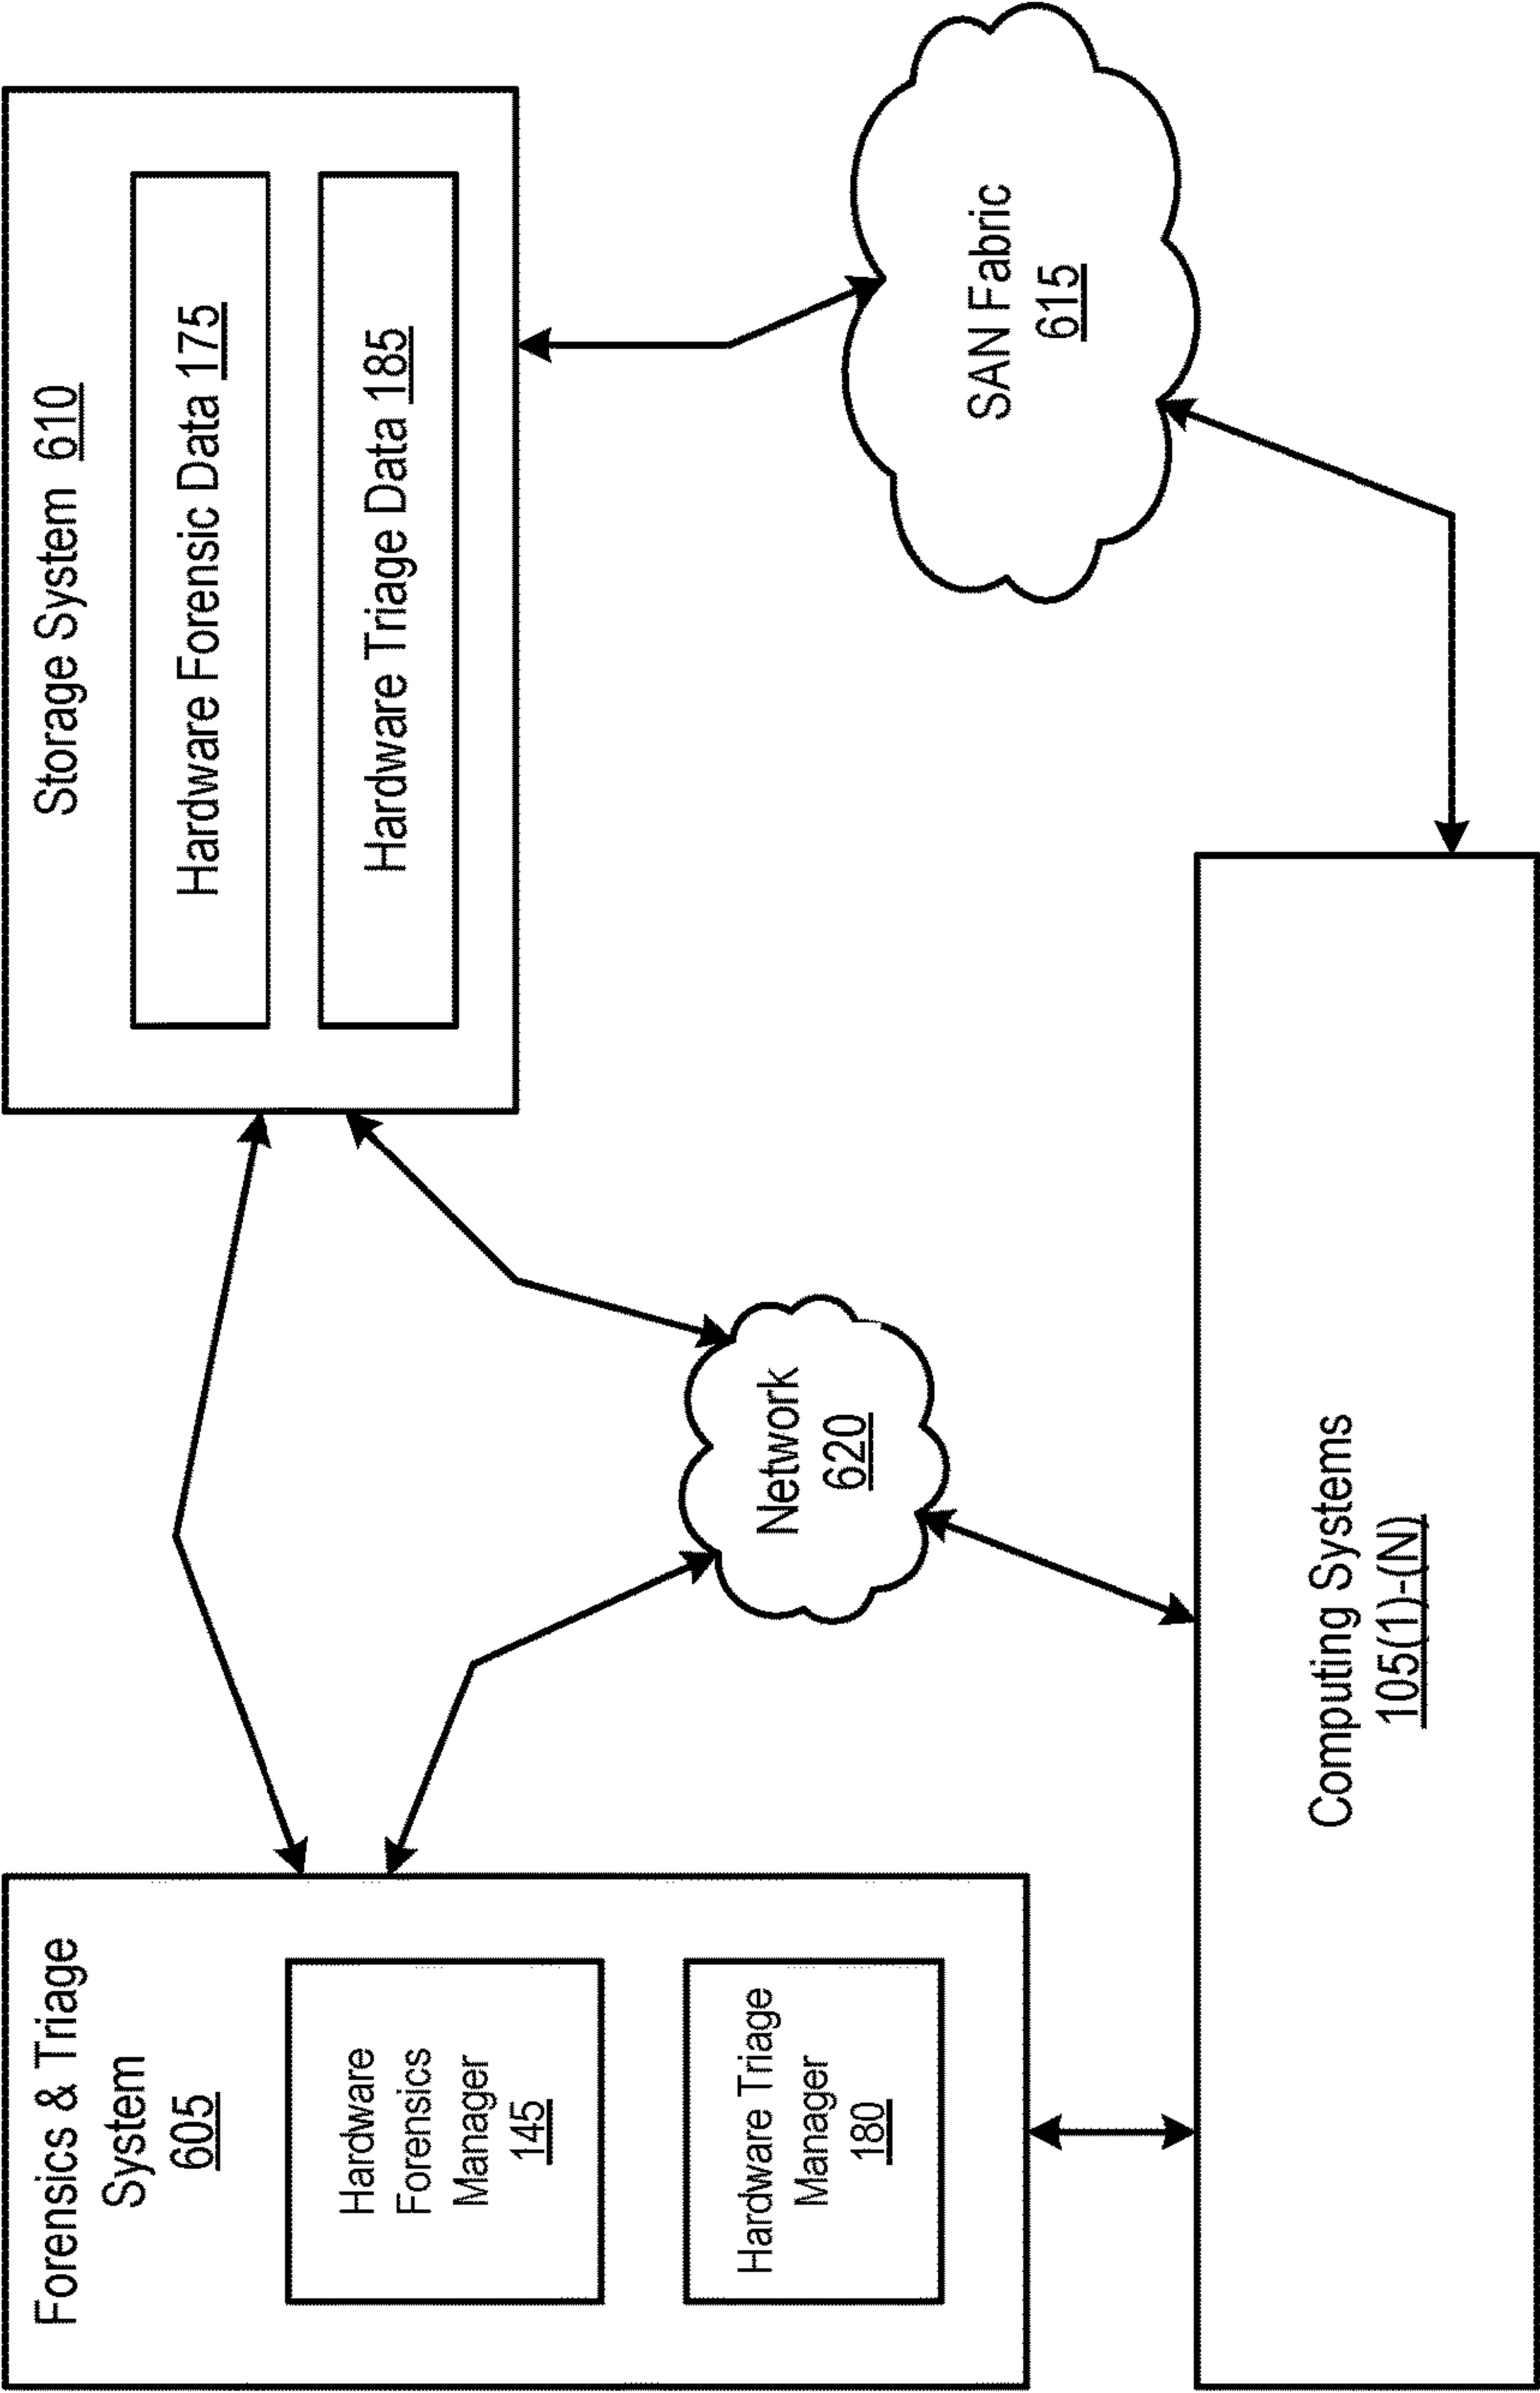 Forensics & Triage
System
605
Hardware
Forensics
Manager
145
Hardware Triage
Manager
180
Storage System 610
Hardware Forensic Data 175
Hardware Triage Data 185
Network
620
SAN Fabric
615
Computing Systems
105(1)-(N)